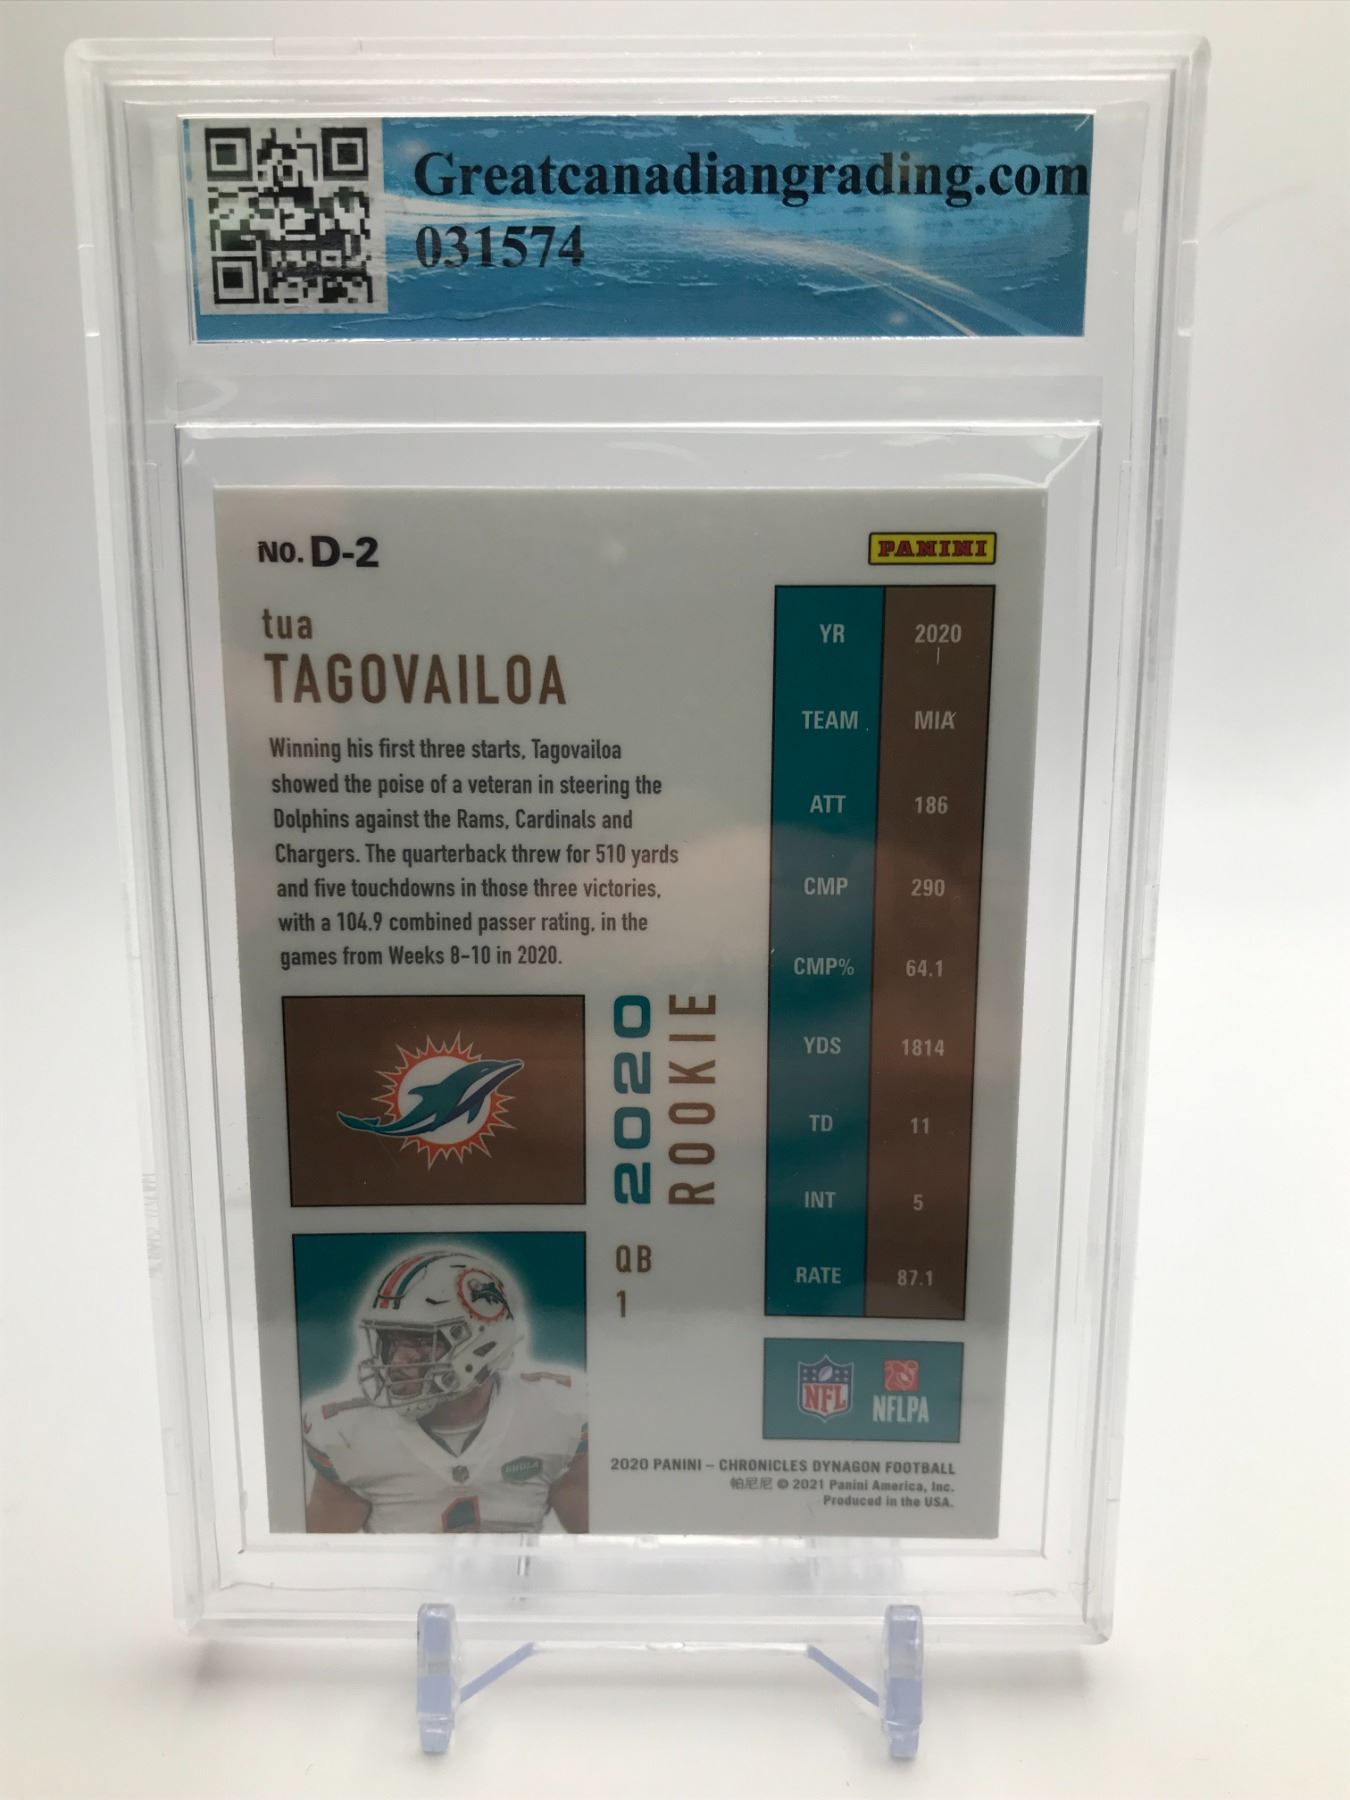 Greatcanadiangrading.com
031574
NO. D-2
PANINI
tua
TAGOVAILOA
Winning his first three starts, Tagovailoa
showed the poise of a veteran in steering the
Dolphins against the Rams, Cardinals and
Chargers. The quarterback threw for 510 yards
and five touchdowns in those three victories,
with a 104.9 combined passer rating, in the
games from Weeks 8-10 in 2020.
2020
ROOKIE
QB
1
YR 2020
TEAM MIA
ATT 186
CMP 290
CMP% 64.1
YDS 1814
TD 11
INT 5
RATE 87.1
NFL NFLPA
2020 PANINI – CHRONICLES DYNAGON FOOTBALL
帕尼尼 © 2021 Panini America, Inc.
Produced in the USA.